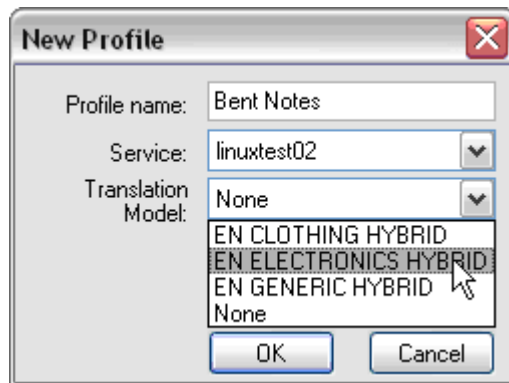 New Profile
Profile name: Bent Notes
Service: linuxtest02
Translation
Model: None
EN CLOTHING HYBRID
EN ELECTRONICS HYBRID
EN GENERIC HYBRID
None
OK Cancel